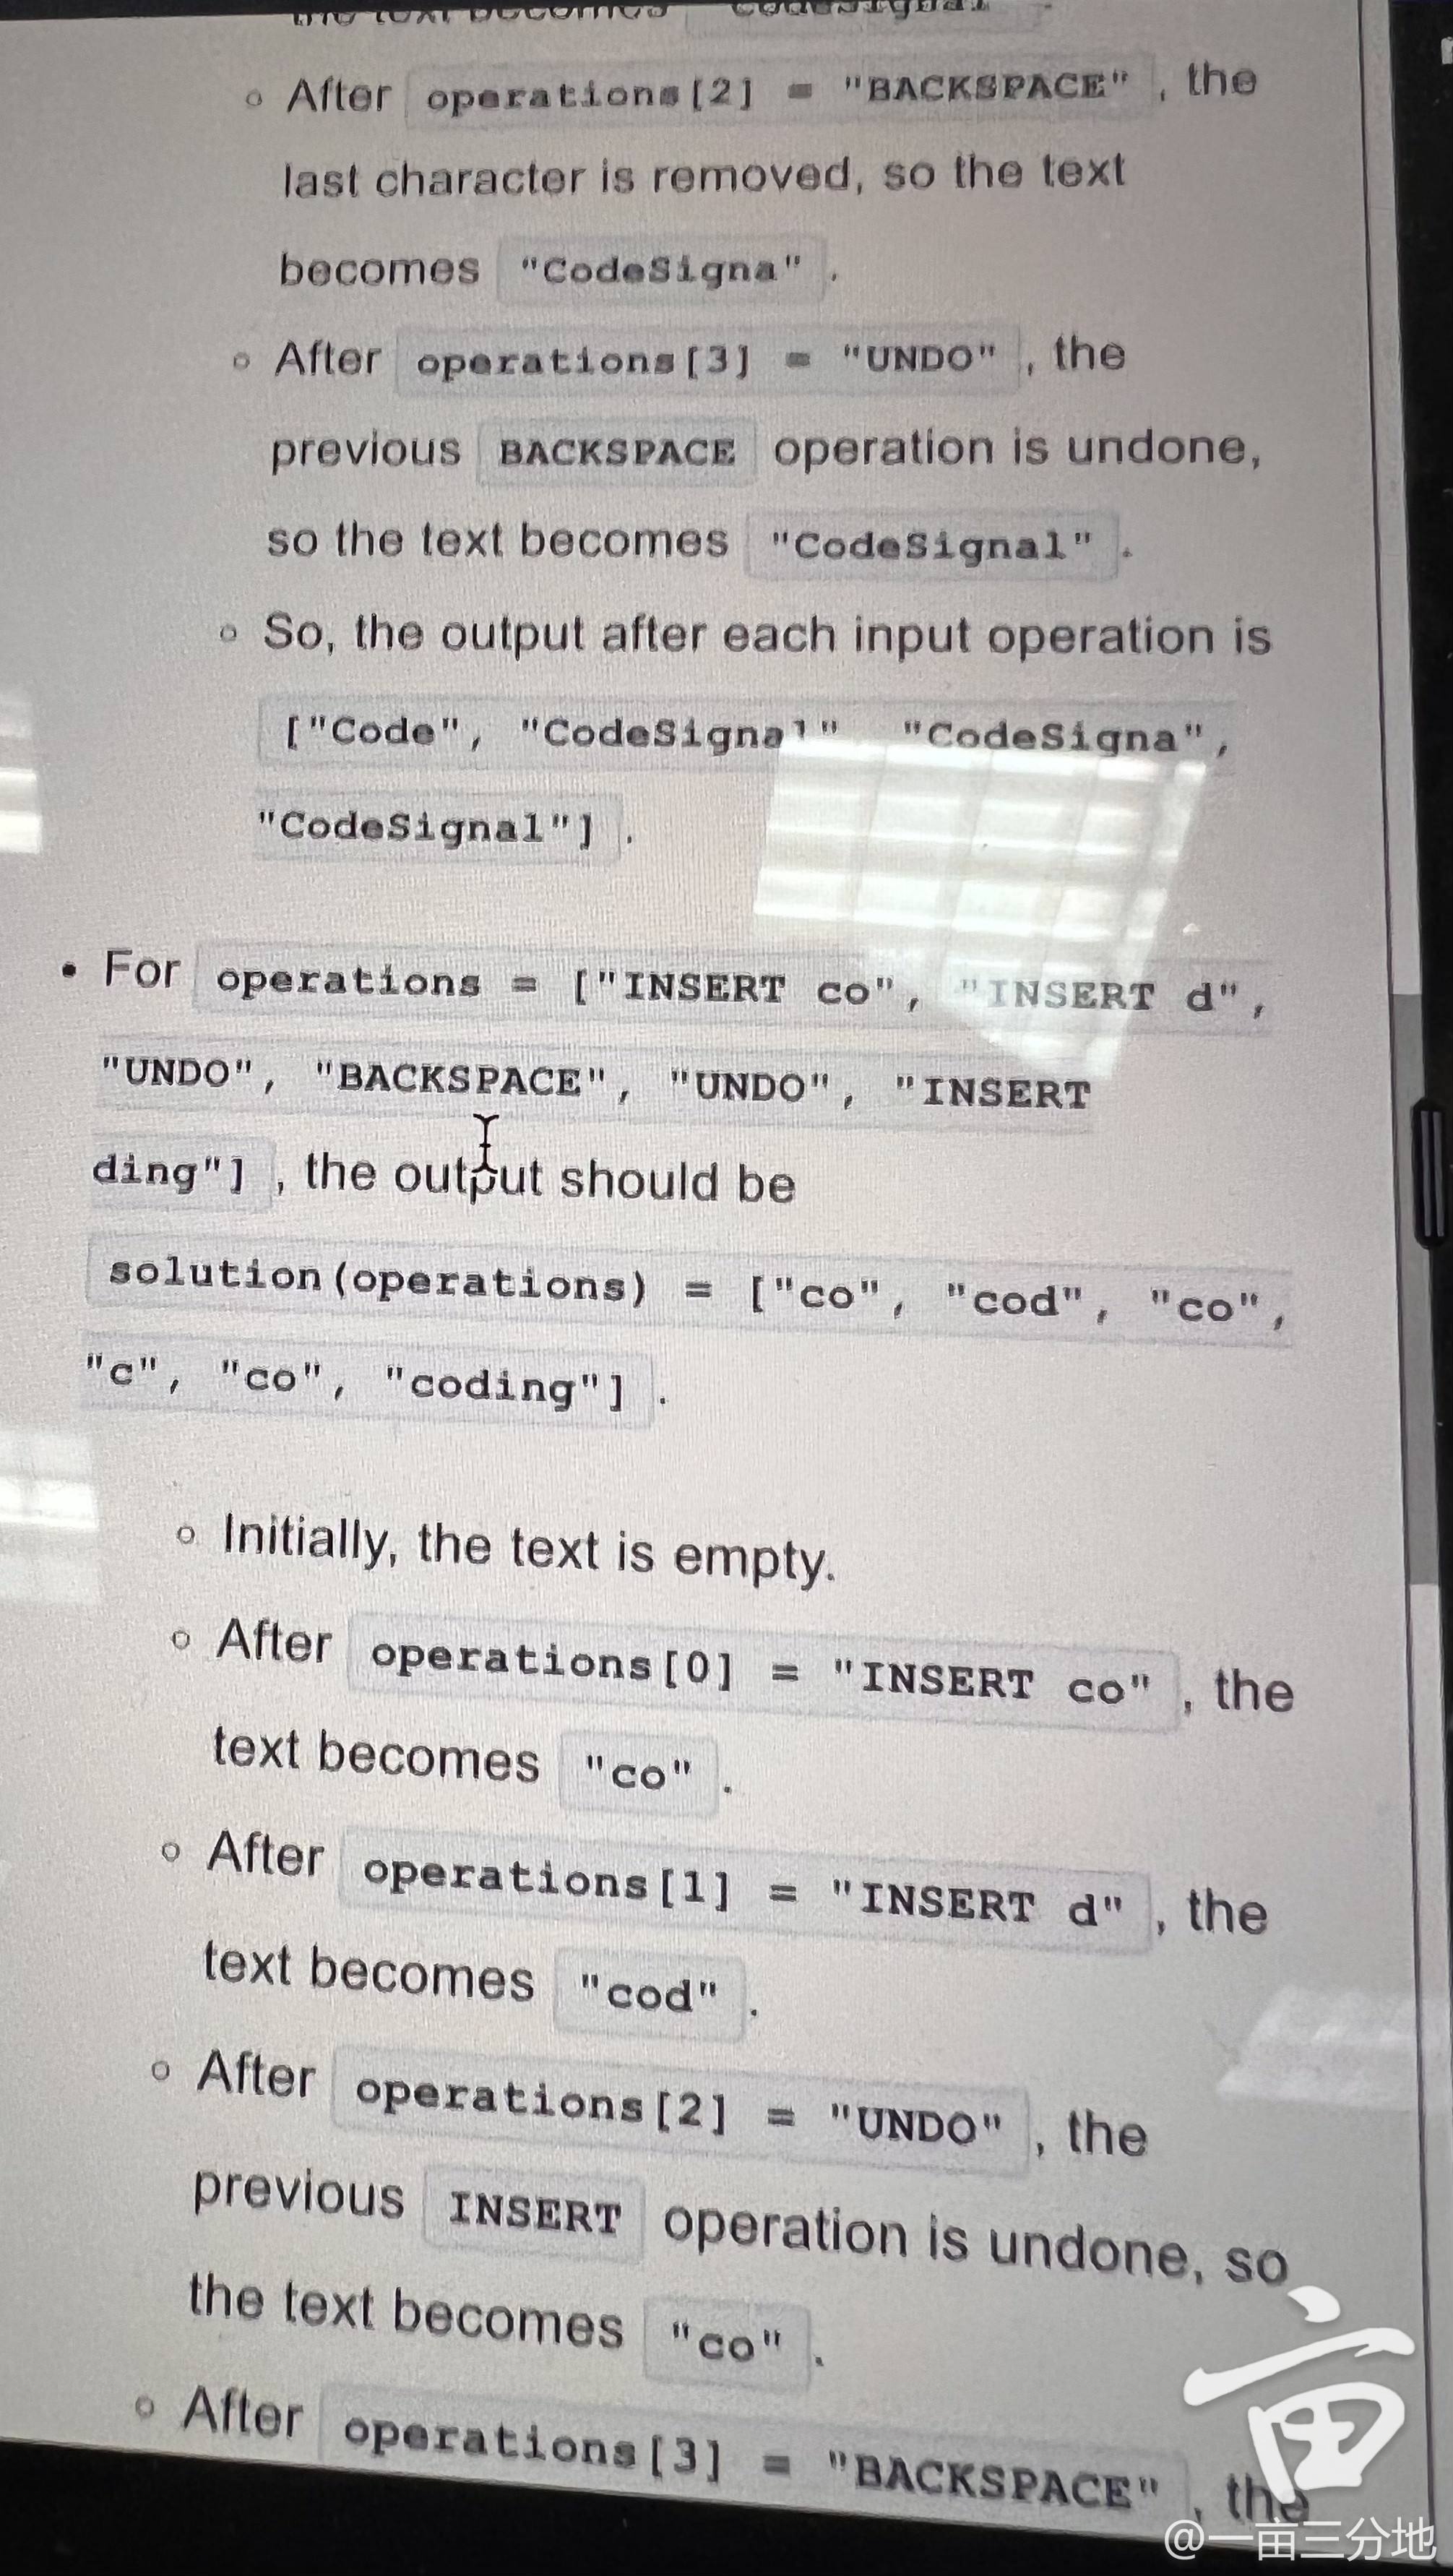 the text becomes "CodeSignal" .
After operations[2] = "BACKSPACE" , the
last character is removed, so the text
becomes "CodeSigna" .
After operations[3] = "UNDO" , the
previous BACKSPACE operation is undone,
so the text becomes "CodeSignal" .
So, the output after each input operation is
["Code", "CodeSignal" "CodeSigna",
"CodeSignal"] .
• For operations = ["INSERT co", "INSERT d",
"UNDO", "BACKSPACE", "UNDO", "INSERT
ding"] , the output should be
solution(operations) = ["co", "cod", "co",
"c", "co", "coding"] .
Initially, the text is empty.
After operations[0] = "INSERT co" , the
text becomes "co" .
After operations[1] = "INSERT d" , the
text becomes "cod" .
After operations[2] = "UNDO" , the
previous INSERT operation is undone, so
the text becomes "co" .
After operations[3] = "BACKSPACE" , the
亩
@一亩三分地